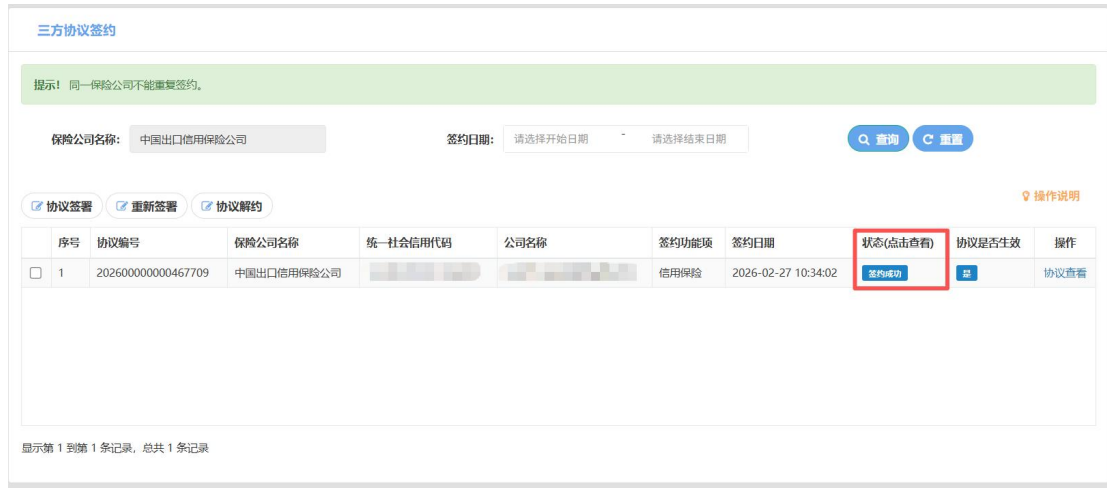 三方协议签约
提示！同一保险公司不能重复签约。
保险公司名称： 中国出口信用保险公司 签约日期： 请选择开始日期 - 请选择结束日期 查询 重置
操作说明
协议签署 重新签署 协议解约
序号 协议编号 保险公司名称 统一社会信用代码 公司名称 签约功能项 签约日期 状态(点击查看) 协议是否生效 操作
1 202600000000467709 中国出口信用保险公司 信用保险 2026-02-27 10:34:02 签约成功 是 协议查看
显示第 1 到第 1 条记录，总共 1 条记录